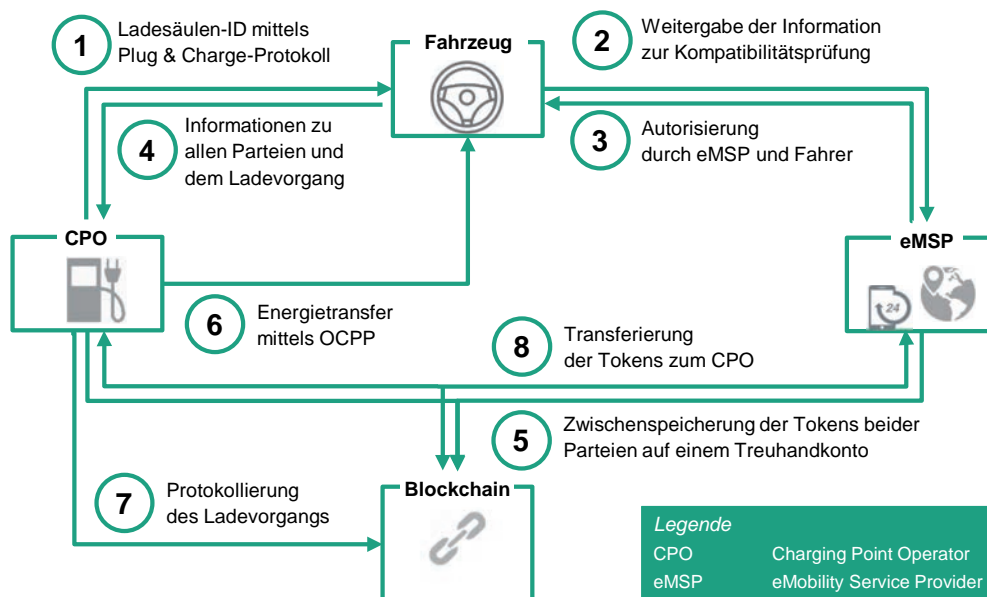 1
Ladesäulen-ID mittels
Plug & Charge-Protokoll
Fahrzeug
2
Weitergabe der Information
zur Kompatibilitätsprüfung
4
Informationen zu
allen Parteien und
dem Ladevorgang
3
Autorisierung
durch eMSP und Fahrer
CPO
eMSP
24
6
Energietransfer
mittels OCPP
8
Transferierung
der Tokens zum CPO
5
Zwischenspeicherung der Tokens beider
Parteien auf einem Treuhandkonto
7
Protokollierung
des Ladevorgangs
Blockchain
Legende
CPO Charging Point Operator
eMSP eMobility Service Provider